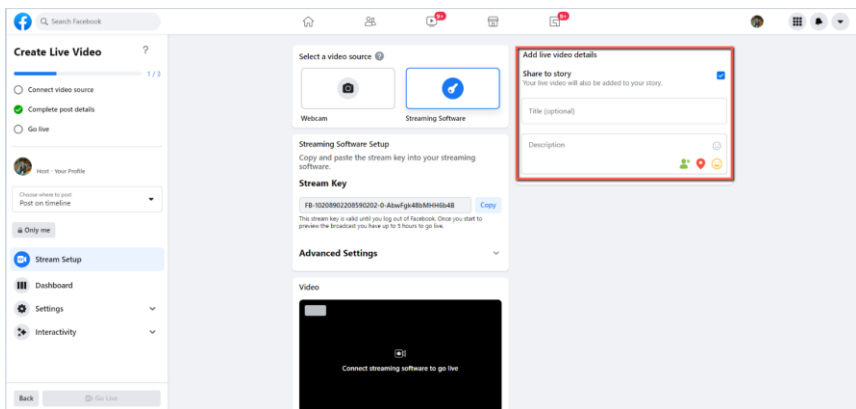 Search Facebook
9+
9+
Create Live Video
?
1 / 3
Connect video source
Complete post details
Go live
Host - Your Profile
Choose where to post
Post on timeline
Only me
Stream Setup
Dashboard
Settings
Interactivity
Back
Go Live
Select a video source ?
Webcam
Streaming Software
Streaming Software Setup
Copy and paste the stream key into your streaming
software.
Stream Key
FB-10208902208590202-0-AbwFgk48bMHH6b48
Copy
This stream key is valid until you log out of Facebook. Once you start to
preview the broadcast you have up to 5 hours to go live.
Advanced Settings
Video
Connect streaming software to go live
Add live video details
Share to story
Your live video will also be added to your story.
Title (optional)
Description